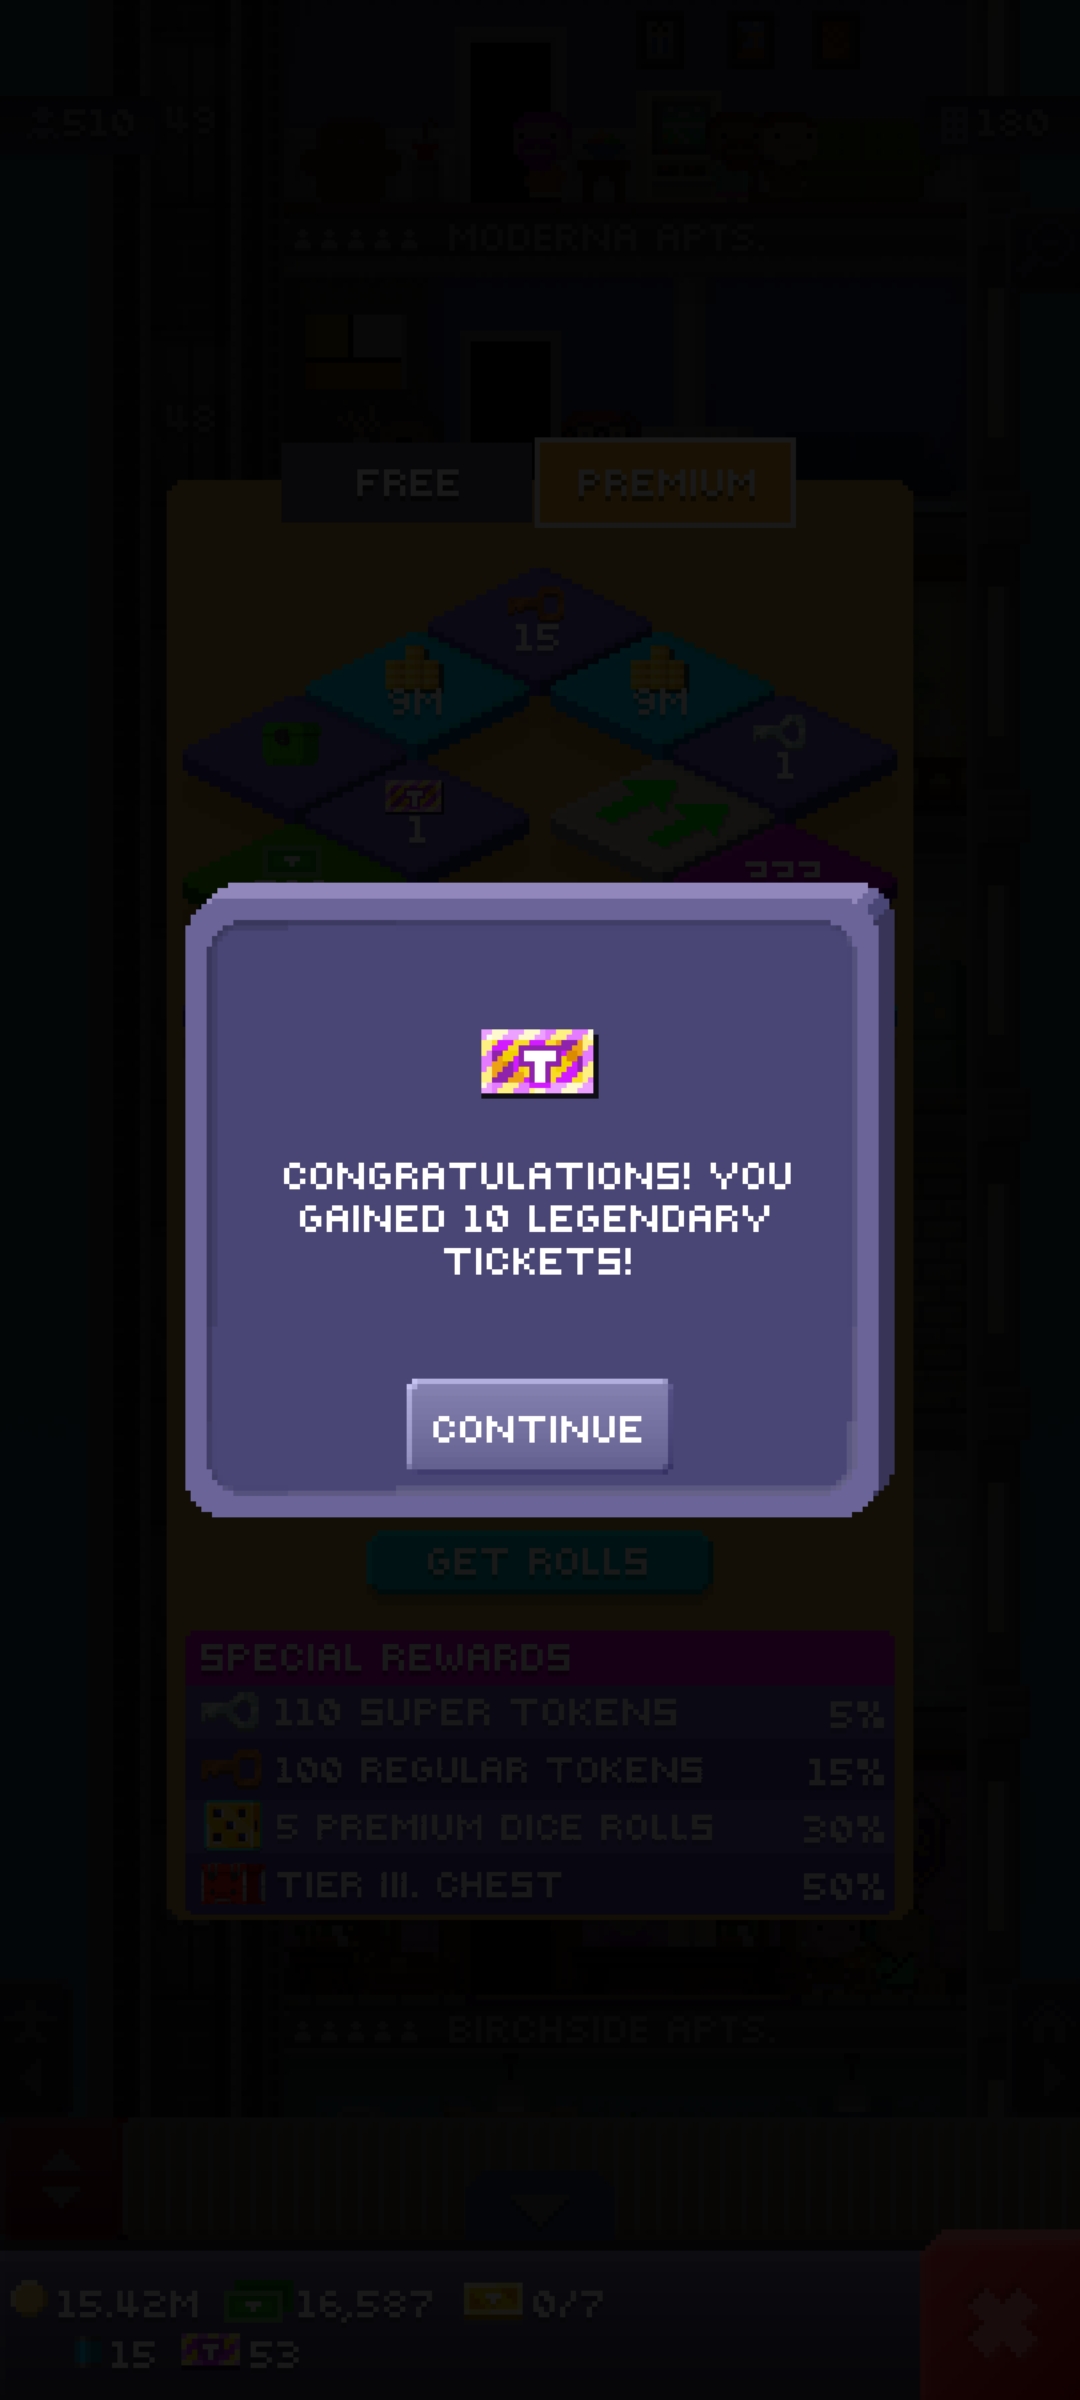 510
49
180
MODERNA APTS.
48
FREE
PREMIUM
15
9M
9M
1
T
1
???
T
CONGRATULATIONS! YOU
GAINED 10 LEGENDARY
TICKETS!
CONTINUE
GET ROLLS
SPECIAL REWARDS
110 SUPER TOKENS 5%
100 REGULAR TOKENS 15%
5 PREMIUM DICE ROLLS 30%
TIER III. CHEST 50%
BIRCHSIDE APTS.
15.42M 16,587 0/7
15 T 53